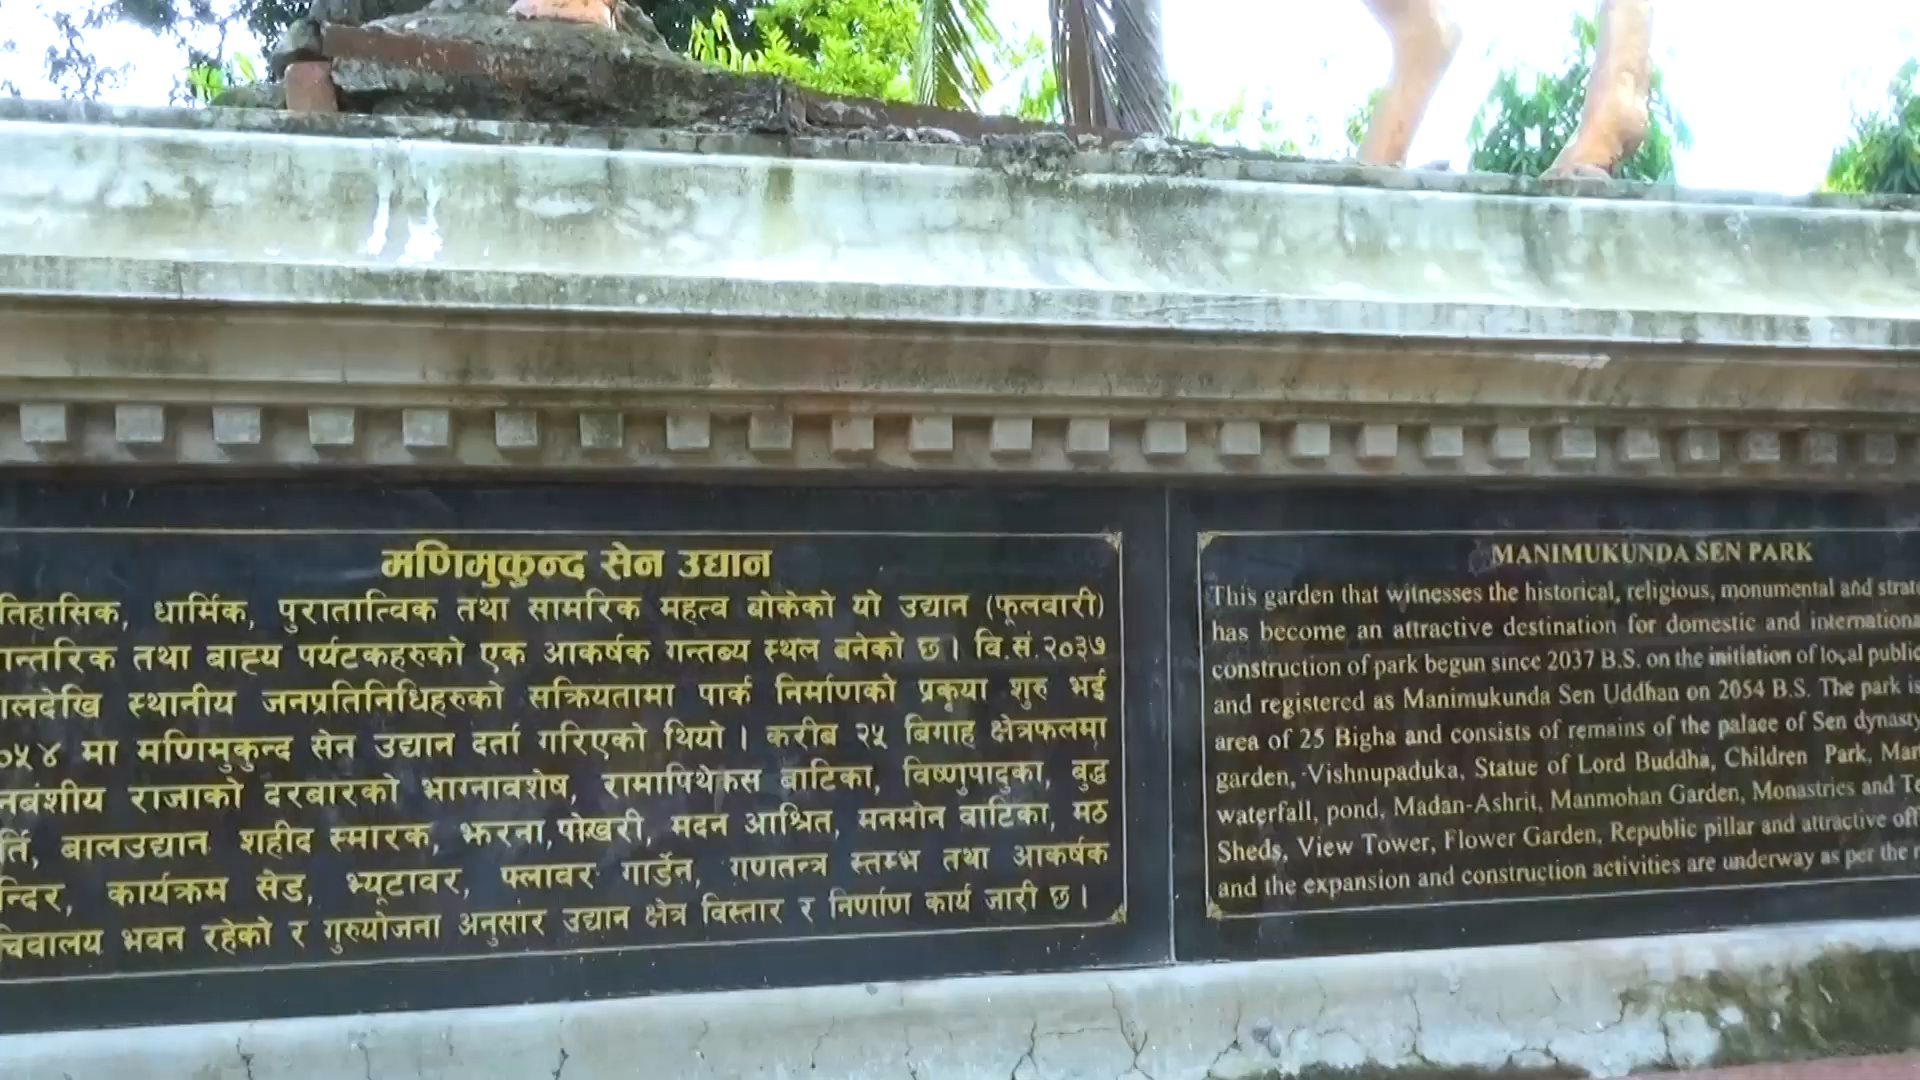 मणिमुकुन्द सेन उद्यान
तिहासिक, धार्मिक, पुरातात्विक तथा सामरिक महत्व बोकेको यो उद्यान (फूलबारी)
न्तरिक तथा बाह्य पर्यटकहरुको एक आकर्षक गन्तब्य स्थल बनेको छ । वि.सं.२०३७
लदेखि स्थानीय जनप्रतिनिधिहरुको सक्रियतामा पार्क निर्माणको प्रकृया शुरु भई
०५४ मा मणिमुकुन्द सेन उद्यान दर्ता गरिएको थियो । करीब २५ बिगाह क्षेत्रफलमा
नबंशीय राजाको दरबारको भाग्नावशेष, रामापिथेकस बाटिका, विष्णुपादुका, बुद्ध
र्ति, बालउद्यान शहीद स्मारक, झरना,पोखरी, मदन आश्रित, मनमोन वाटिका, मठ
न्दिर, कार्यक्रम सेड, भ्यूटावर, फ्लावर गार्डेन, गणतन्त्र स्तम्भ तथा आकर्षक
चिवालय भवन रहेको र गुरुयोजना अनुसार उद्यान क्षेत्र विस्तार र निर्णाण कार्य जारी छ ।
MANIMUKUNDA SEN PARK
This garden that witnesses the historical, religious, monumental and strate
has become an attractive destination for domestic and internationa
construction of park begun since 2037 B.S. on the initiation of local public
and registered as Manimukunda Sen Uddhan on 2054 B.S. The park is
area of 25 Bigha and consists of remains of the palace of Sen dynasty
garden, Vishnupaduka, Statue of Lord Buddha, Children Park, Mar
waterfall, pond, Madan-Ashrit, Manmohan Garden, Monastries and Te
Sheds, View Tower, Flower Garden, Republic pillar and attractive off
and the expansion and construction activities are underway as per the